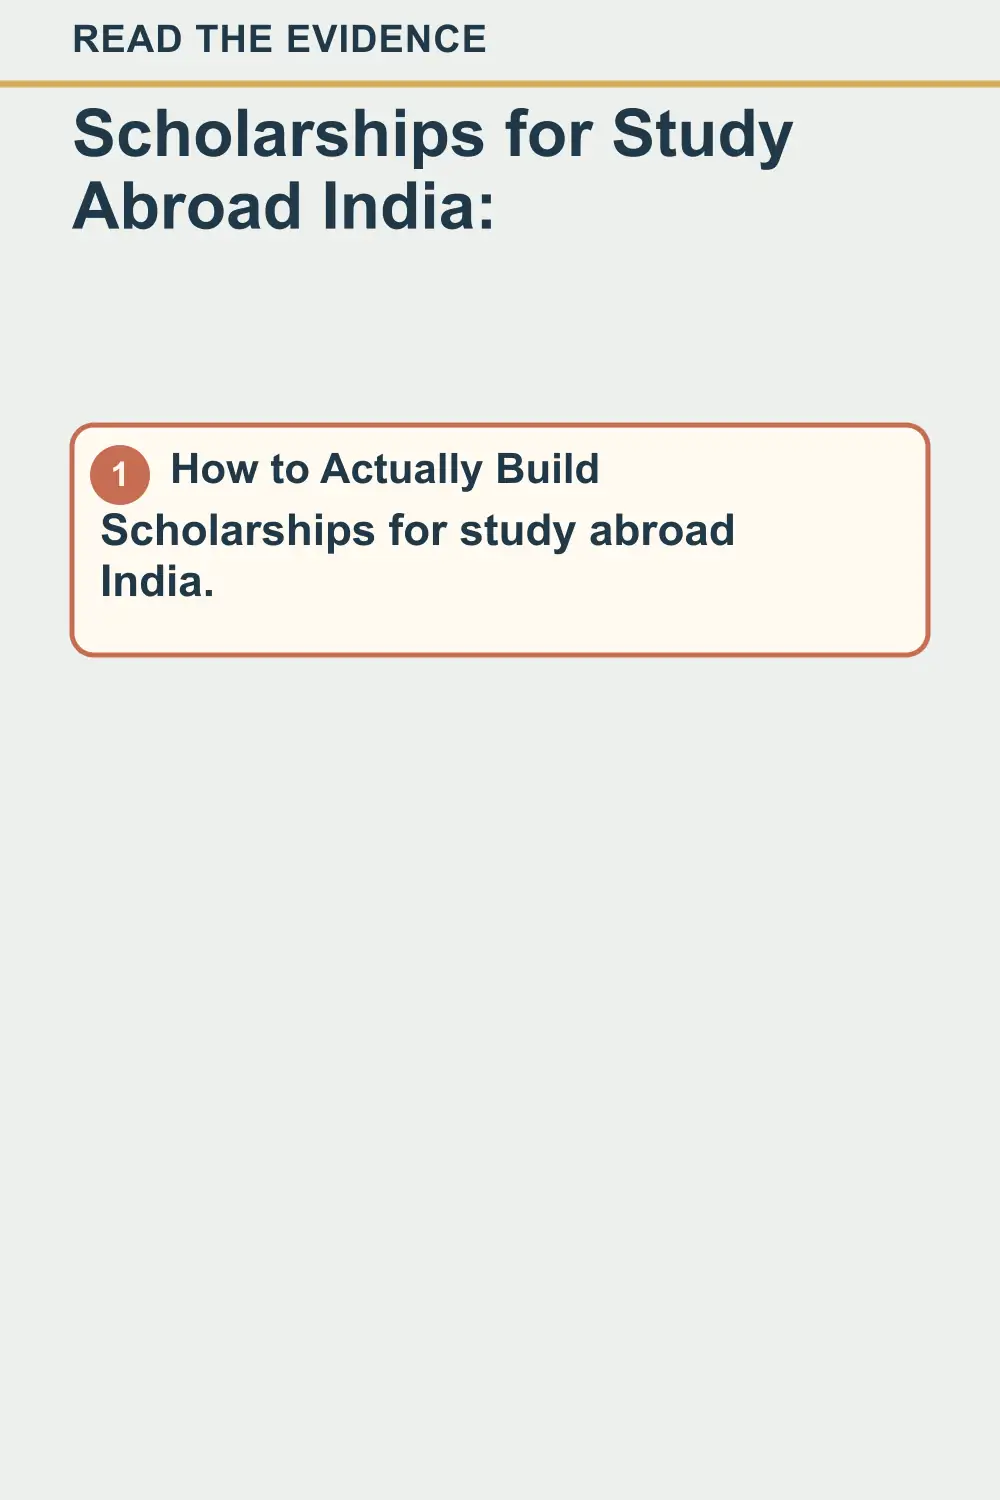 READ THE EVIDENCE
Scholarships for Study
Abroad India:
1 How to Actually Build
Scholarships for study abroad
India.